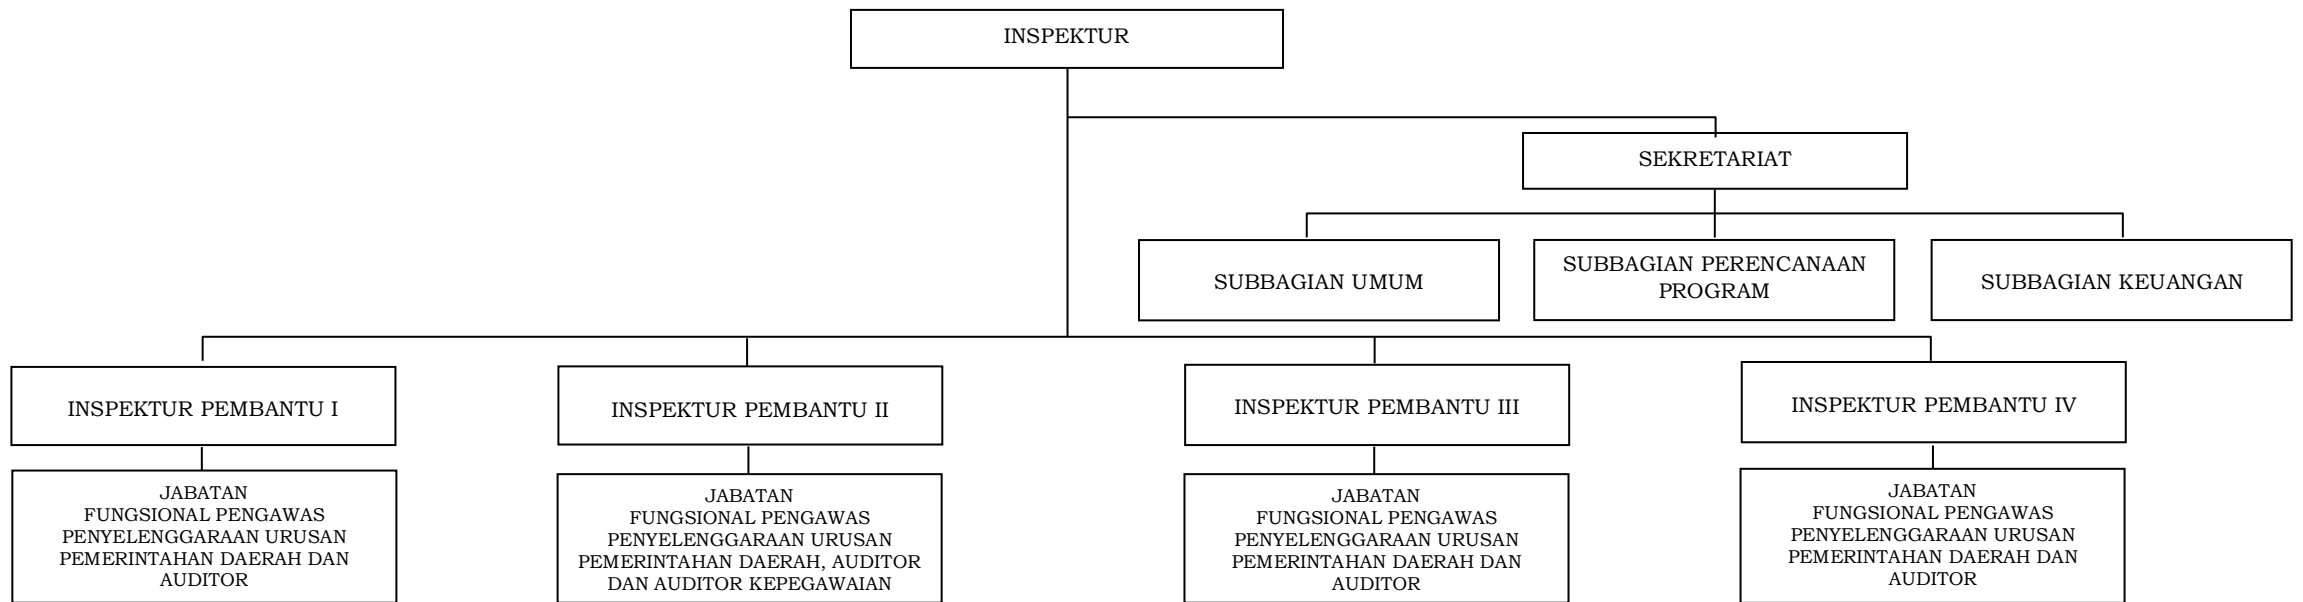 INSPEKTUR
SEKRETARIAT
SUBBAGIAN UMUM
SUBBAGIAN PERENCANAAN
PROGRAM
SUBBAGIAN KEUANGAN
INSPEKTUR PEMBANTU I
INSPEKTUR PEMBANTU II
INSPEKTUR PEMBANTU III
INSPEKTUR PEMBANTU IV
JABATAN
FUNGSIONAL PENGAWAS
PENYELENGGARAAN URUSAN
PEMERINTAHAN DAERAH DAN
AUDITOR
JABATAN
FUNGSIONAL PENGAWAS
PENYELENGGARAAN URUSAN
PEMERINTAHAN DAERAH, AUDITOR
DAN AUDITOR KEPEGAWAIAN
JABATAN
FUNGSIONAL PENGAWAS
PENYELENGGARAAN URUSAN
PEMERINTAHAN DAERAH DAN
AUDITOR
JABATAN
FUNGSIONAL PENGAWAS
PENYELENGGARAAN URUSAN
PEMERINTAHAN DAERAH DAN
AUDITOR